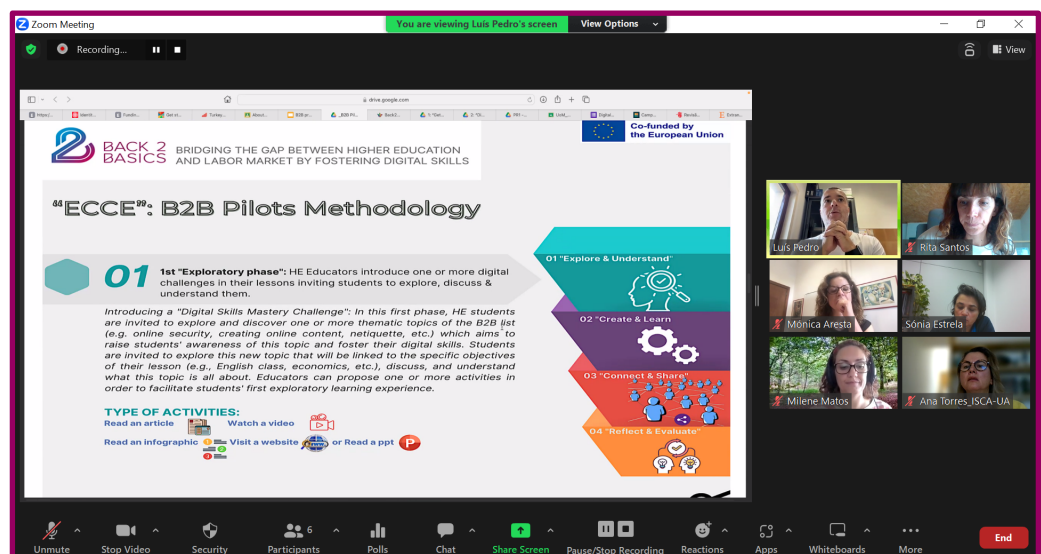 Zoom Meeting
You are viewing Luís Pedro's screen
View Options
Recording...
View
drive.google.com
BACK 2
BASICS
BRIDGING THE GAP BETWEEN HIGHER EDUCATION
AND LABOR MARKET BY FOSTERING DIGITAL SKILLS
Co-funded by
the European Union
“ECCE”: B2B Pilots Methodology
01
1st "Exploratory phase": HE Educators introduce one or more digital
challenges in their lessons inviting students to explore, discuss &
understand them.
Introducing a "Digital Skills Mastery Challenge": In this first phase, HE students
are invited to explore and discover one or more thematic topics of the B2B list
(e.g. online security, creating online content, netiquette, etc.) which aims to
raise students' awareness of this topic and foster their digital skills. Students
are invited to explore this new topic that will be linked to the specific objectives
of their lesson (e.g., English class, economics, etc.), discuss, and understand
what this topic is all about. Educators can propose one or more activities in
order to facilitate students' first exploratory learning experience.
TYPE OF ACTIVITIES:
Read an article
Watch a video
Read an infographic
Visit a website
or Read a ppt
P
01 "Explore & Understand"
02 "Create & Learn
03 "Connect & Share"
04 "Reflect & Evaluate"
Luís Pedro
Rita Santos
Mónica Aresta
Sónia Estrela
Milene Matos
Ana Torres_ISCA-UA
Unmute
Stop Video
Security
Participants
6
Polls
Chat
Share Screen
Pause/Stop Recording
Reactions
Apps
Whiteboards
More
End